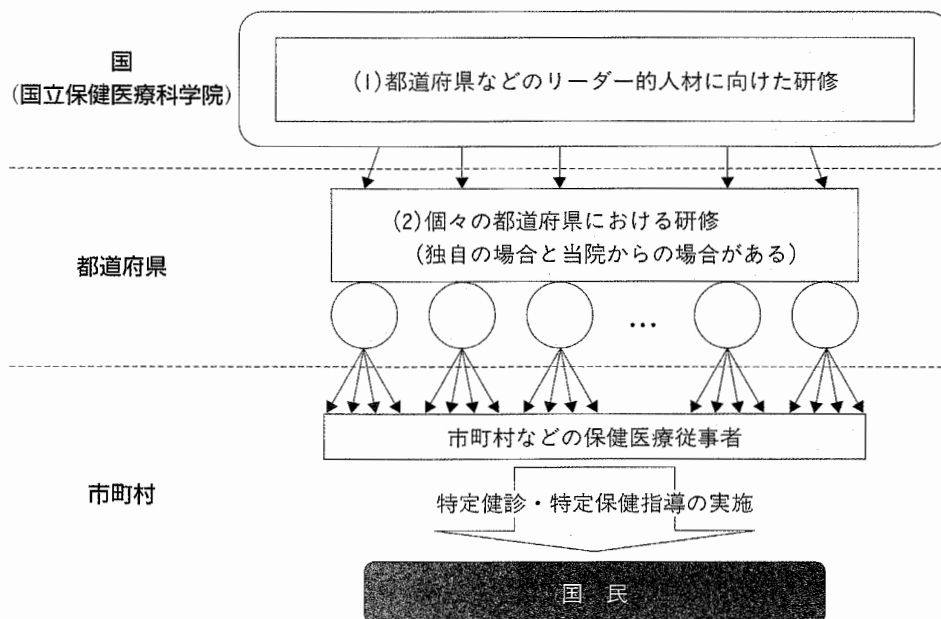 国
(国立保健医療科学院)
(1)都道府県などのリーダー的人材に向けた研修
都道府県
(2)個々の都道府県における研修
(独自の場合と当院からの場合がある)
…
市町村
市町村などの保健医療従事者
特定健診・特定保健指導の実施
国 民